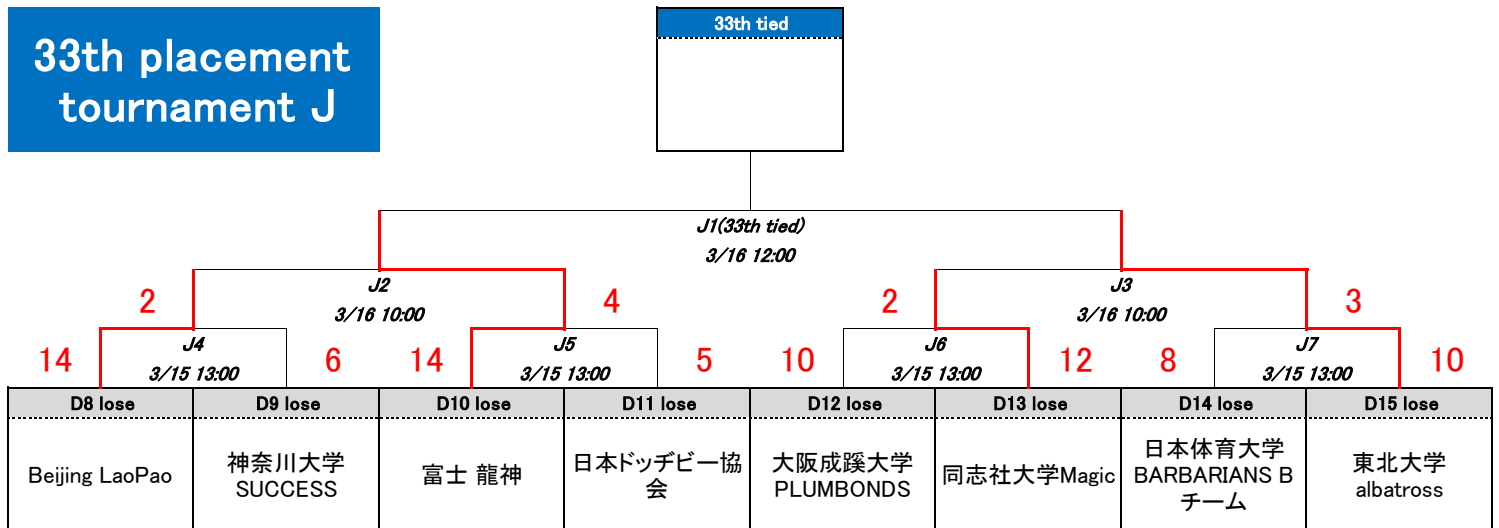 33th placement
tournament J
33th tied
J1(33th tied)
3/16 12:00
2
J2
3/16 10:00
4
2
J3
3/16 10:00
3
14
J4
3/15 13:00
6
14
J5
3/15 13:00
5
10
J6
3/15 13:00
12
8
J7
3/15 13:00
10
D8 lose
D9 lose
D10 lose
D11 lose
D12 lose
D13 lose
D14 lose
D15 lose
Beijing LaoPao
神奈川大学
SUCCESS
富士 龍神
日本ドッヂビー協
会
大阪成蹊大学
PLUMBONDS
同志社大学Magic
日本体育大学
BARBARIANS B
チーム
東北大学
albatross